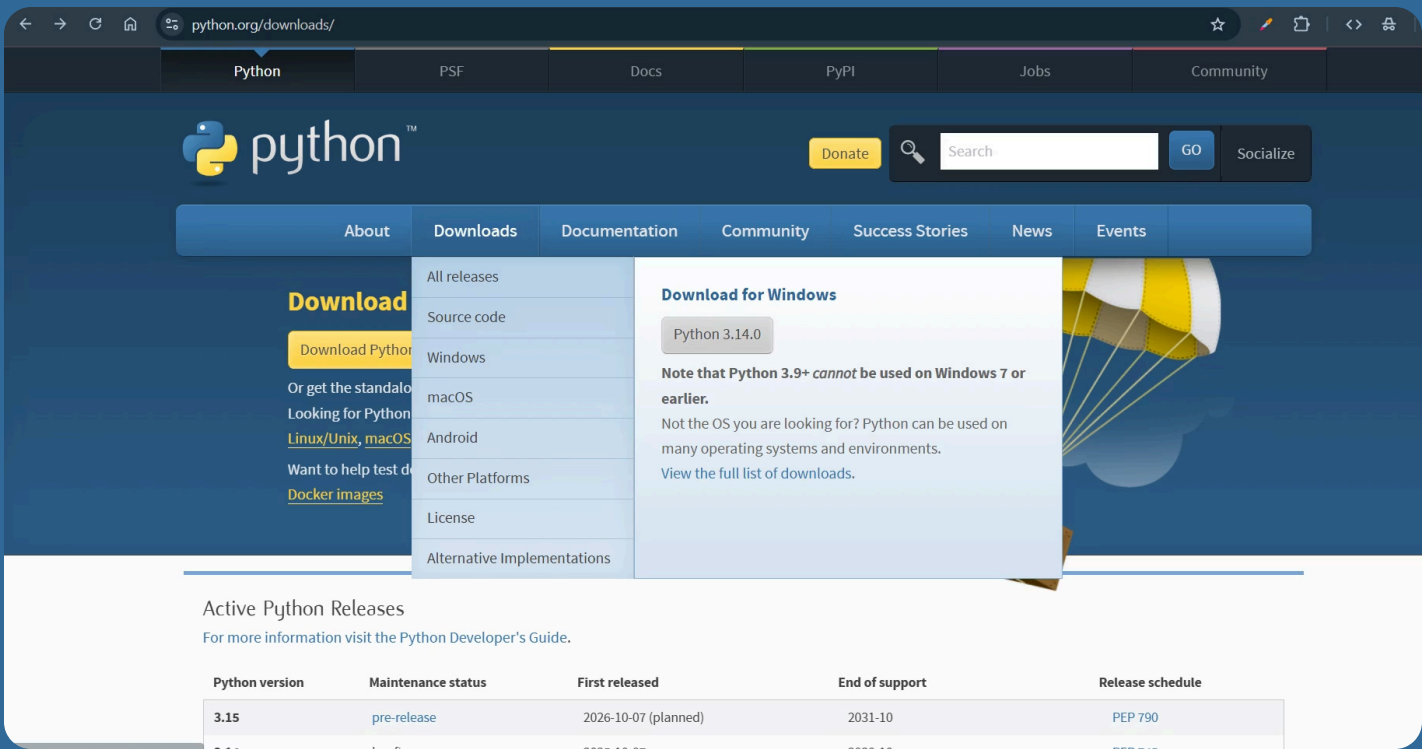 python.org/downloads/
Python PSF Docs PyPI Jobs Community
python™
Donate Search GO Socialize
About Downloads Documentation Community Success Stories News Events
Download
Download Python
Or get the standalo
Looking for Python
Linux/Unix, macOS
Want to help test d
Docker images
All releases
Source code
Windows
macOS
Android
Other Platforms
License
Alternative Implementations
Download for Windows
Python 3.14.0
Note that Python 3.9+ cannot be used on Windows 7 or
earlier.
Not the OS you are looking for? Python can be used on
many operating systems and environments.
View the full list of downloads.
Active Python Releases
For more information visit the Python Developer's Guide.
Python version Maintenance status First released End of support Release schedule
3.15 pre-release 2026-10-07 (planned) 2031-10 PEP 790